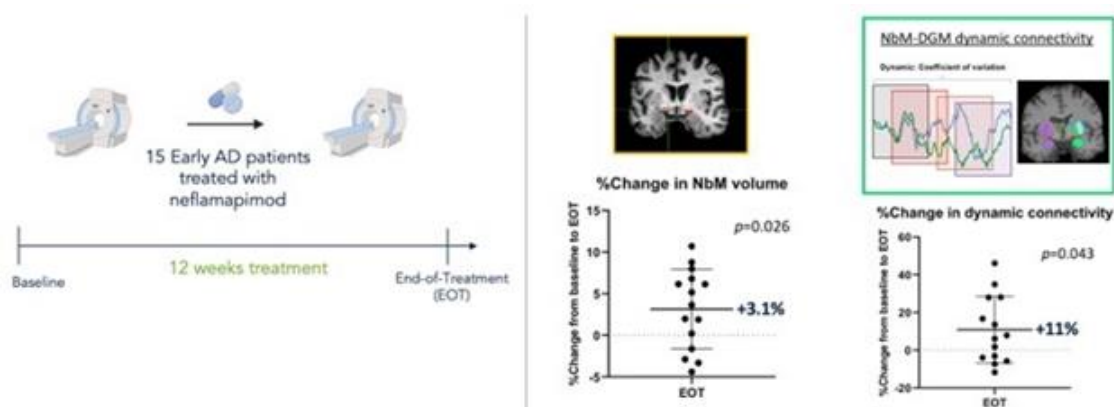 15 Early AD patients
treated with
neflamapimod
12 weeks treatment
Baseline
End-of-Treatment
(EOT)
%Change in NbM volume
%Change from baseline to EOT
15
10
5
0
-5
p=0.026
+3.1%
EOT
NbM-DGM dynamic connectivity
Dynamic: Coefficient of variation
%Change in dynamic connectivity
%Change from baseline to EOT
60
40
20
0
-20
p=0.043
+11%
EOT